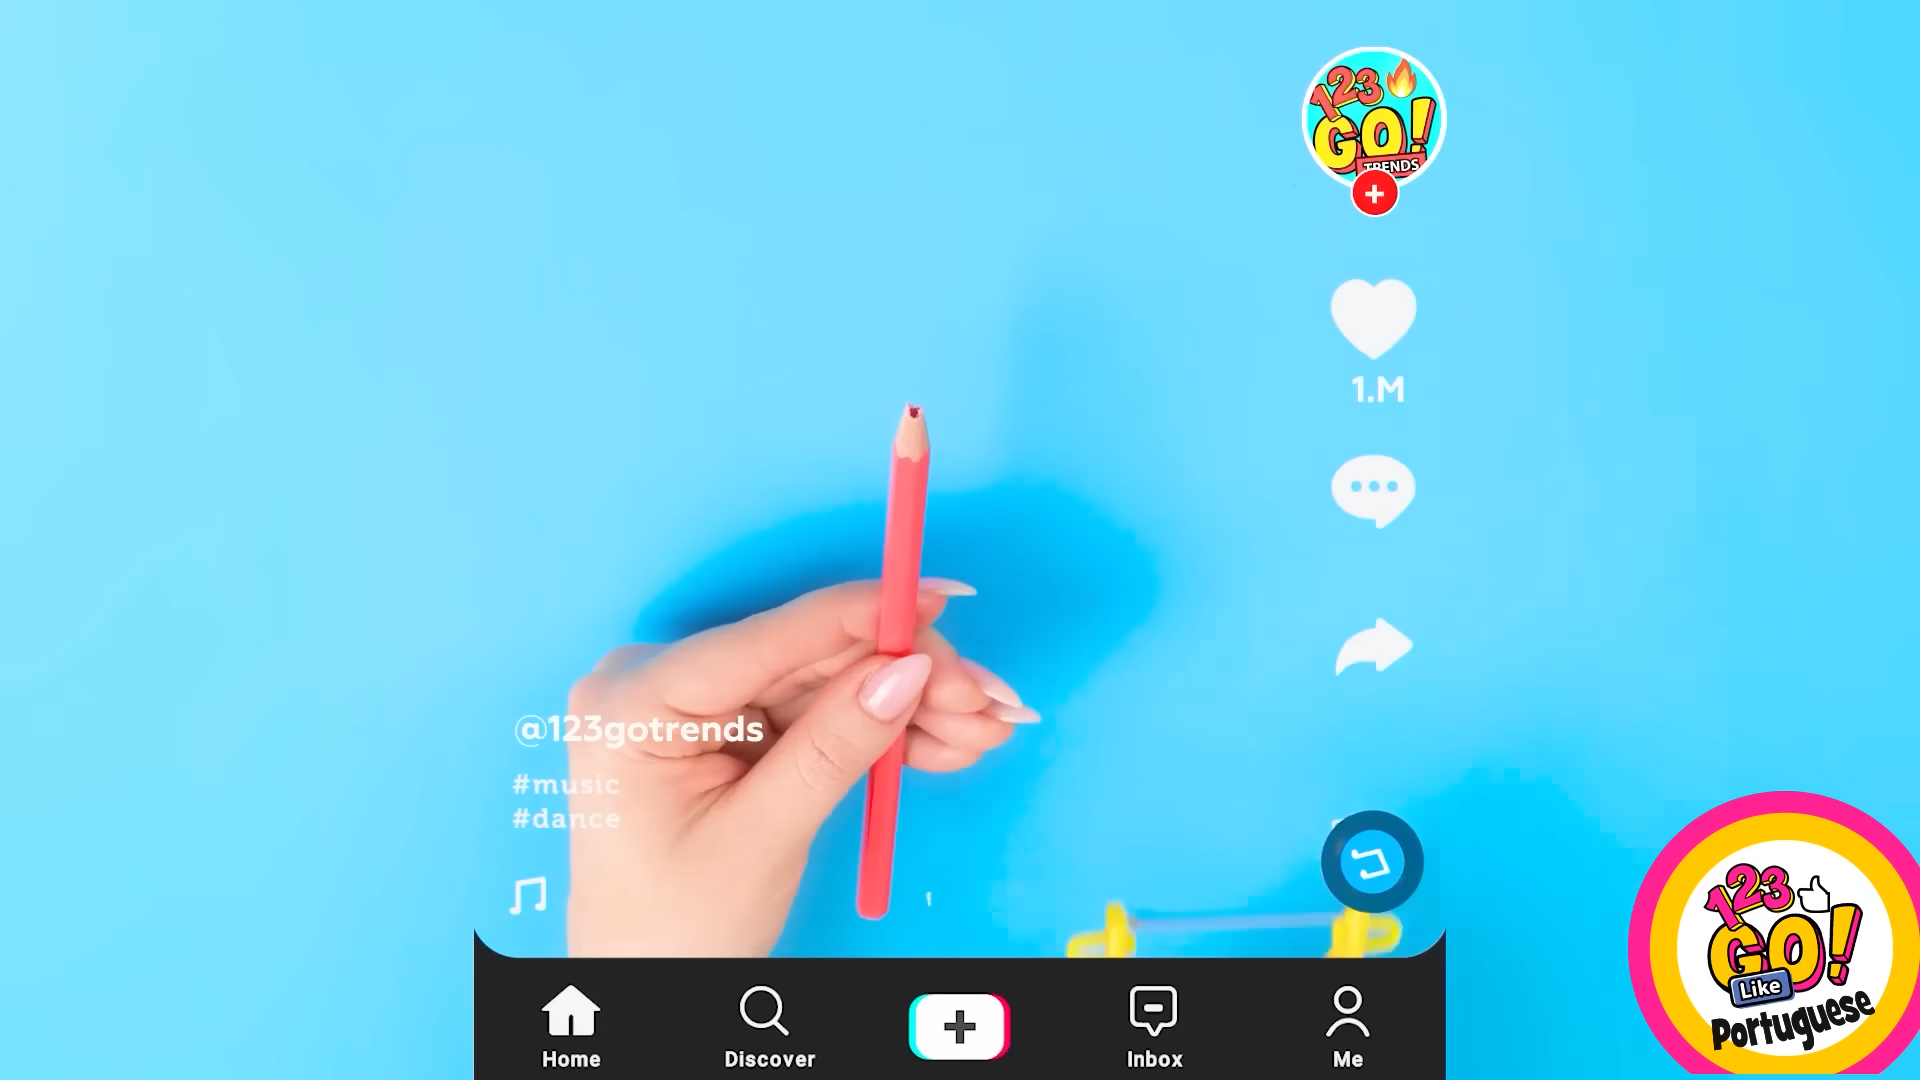 123
GO!
TRENDS
1.M
@123gotrends
#music
#dance
Home
Discover
Inbox
Me
123
GO!
Like
Portuguese